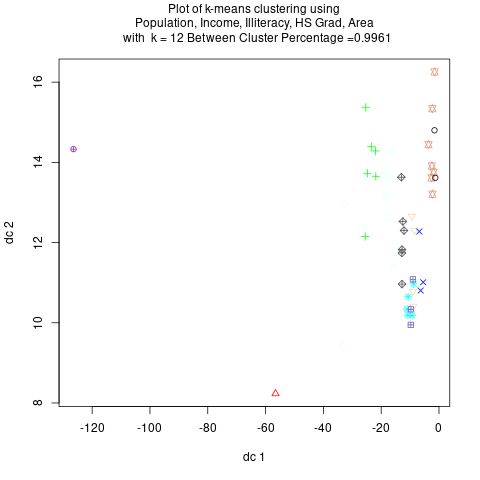 Plot of k-means clustering using
Population, Income, Illiteracy, HS Grad, Area
with k = 12 Between Cluster Percentage =0.9961
16
14
12
10
8
dc 2
-120
-100
-80
-60
-40
-20
0
dc 1